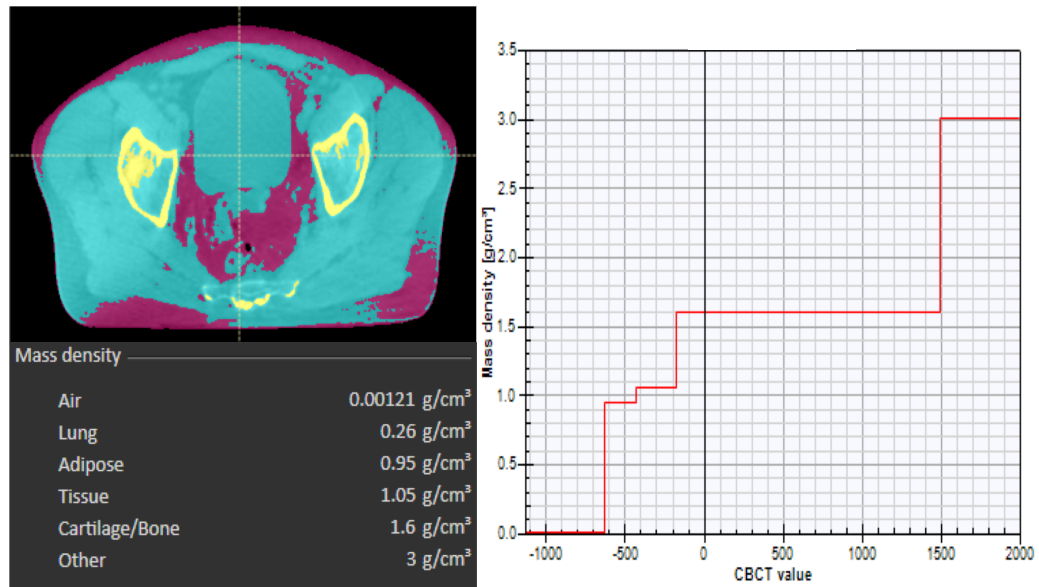 Mass density
Air 0.00121 g/cm³
Lung 0.26 g/cm³
Adipose 0.95 g/cm³
Tissue 1.05 g/cm³
Cartilage/Bone 1.6 g/cm³
Other 3 g/cm³
Mass density [g/cm³]
3.5
3.0
2.5
2.0
1.5
1.0
0.5
0.0
-1000 -500 0 500 1000 1500 2000
CBCT value